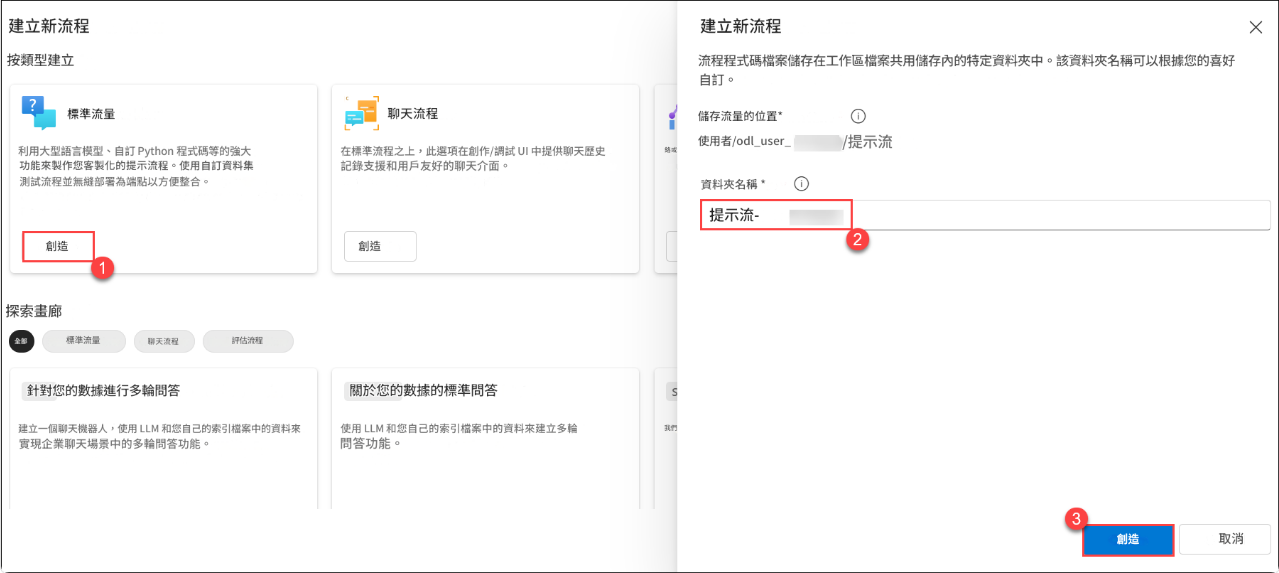 建立新流程
按類型建立
標準流量
利用大型語言模型、自訂 Python 程式碼等的強大
功能來製作您客製化的提示流程。使用自訂資料集
測試流程並無縫部署為端點以方便整合。
創造
1
聊天流程
在標準流程之上，此選項在創作/調試 UI 中提供聊天歷史
記錄支援和用戶友好的聊天介面。
創造
探索畫廊
全部
標準流量
聊天流程
評估流程
針對您的數據進行多輪問答
建立一個聊天機器人，使用 LLM 和您自己的索引檔案中的資料來
實現企業聊天場景中的多輪問答功能。
關於您的數據的標準問答
使用 LLM 和您自己的索引檔案中的資料來建立多輪
問答功能。
S
我們
建立新流程
流程程式碼檔案儲存在工作區檔案共用儲存內的特定資料夾中。該資料夾名稱可以根據您的喜好
自訂。
儲存流量的位置*
使用者/odl_user_ /提示流
資料夾名稱 *
提示流-
2
3
創造
取消